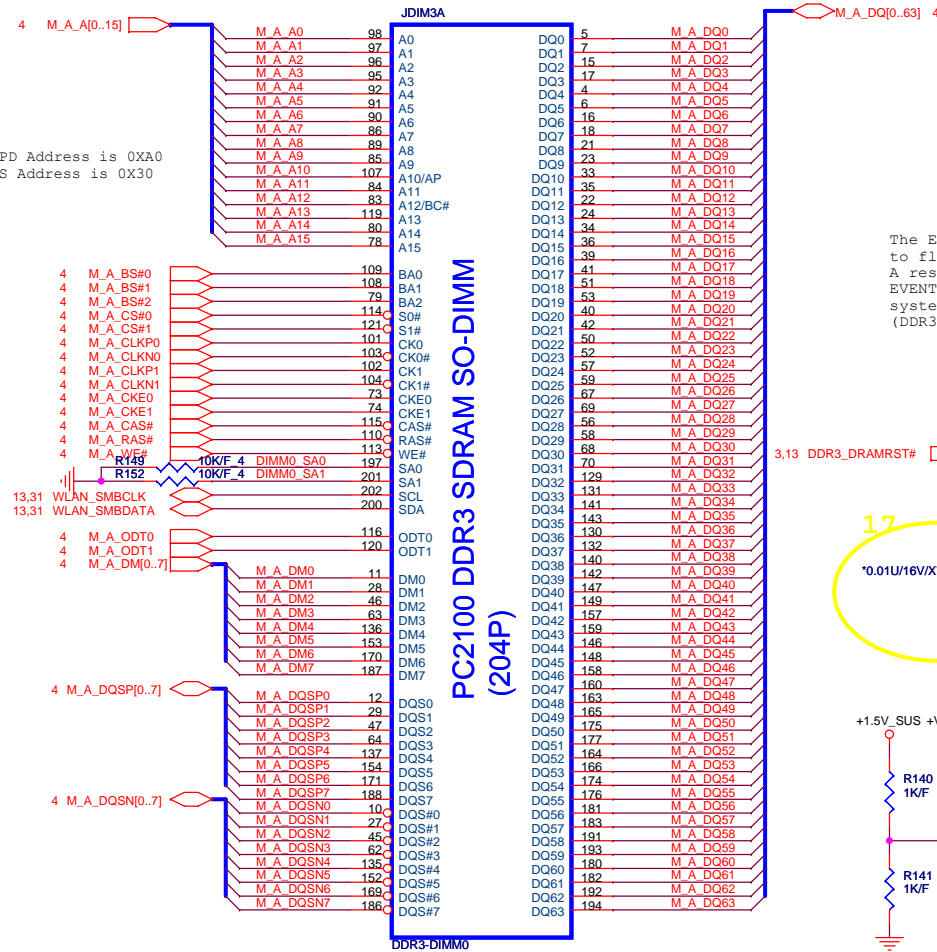 JDIM3A
4 M_A_A[0..15]
M_A_DQ[0..63] 4
M_A_A0 98 A0 DQ0 5 M_A_DQ0
M_A_A1 97 A1 DQ1 7 M_A_DQ1
M_A_A2 96 A2 DQ2 15 M_A_DQ2
M_A_A3 95 A3 DQ3 17 M_A_DQ3
M_A_A4 92 A4 DQ4 4 M_A_DQ4
M_A_A5 91 A5 DQ5 6 M_A_DQ5
M_A_A6 90 A6 DQ6 16 M_A_DQ6
M_A_A7 86 A7 DQ7 18 M_A_DQ7
M_A_A8 89 A8 DQ8 21 M_A_DQ8
M_A_A9 85 A9 DQ9 23 M_A_DQ9
M_A_A10 107 A10/AP DQ10 33 M_A_DQ10
M_A_A11 84 A11 DQ11 35 M_A_DQ11
M_A_A12 83 A12/BC# DQ12 22 M_A_DQ12
M_A_A13 119 A13 DQ13 24 M_A_DQ13
M_A_A14 80 A14 DQ14 34 M_A_DQ14
M_A_A15 78 A15 DQ15 36 M_A_DQ15
PD Address is 0XA0
S Address is 0X30
DQ16 39 M_A_DQ16
4 M_A_BS#0 109 BA0 DQ17 41 M_A_DQ17
4 M_A_BS#1 108 BA1 DQ18 51 M_A_DQ18
4 M_A_BS#2 79 BA2 DQ19 53 M_A_DQ19
4 M_A_CS#0 114 S0# DQ20 40 M_A_DQ20
4 M_A_CS#1 121 S1# DQ21 42 M_A_DQ21
4 M_A_CLKP0 101 CK0 DQ22 50 M_A_DQ22
4 M_A_CLKN0 103 CK0# DQ23 52 M_A_DQ23
4 M_A_CLKP1 102 CK1 DQ24 57 M_A_DQ24
4 M_A_CLKN1 104 CK1# DQ25 59 M_A_DQ25
4 M_A_CKE0 73 CKE0 DQ26 67 M_A_DQ26
4 M_A_CKE1 74 CKE1 DQ27 69 M_A_DQ27
4 M_A_CAS# 115 CAS# DQ28 56 M_A_DQ28
4 M_A_RAS# 110 RAS# DQ29 58 M_A_DQ29
4 M_A_WE# 113 WE# DQ30 68 M_A_DQ30
R149 10K/F_4 DIMM0_SA0 197 SA0 DQ31 70 M_A_DQ31
R152 10K/F_4 DIMM0_SA1 201 SA1 DQ32 129 M_A_DQ32
13,31 WLAN_SMBCLK 202 SCL DQ33 131 M_A_DQ33
13,31 WLAN_SMBDATA 200 SDA DQ34 141 M_A_DQ34
DQ35 143 M_A_DQ35
4 M_A_ODT0 116 ODT0 DQ36 130 M_A_DQ36
4 M_A_ODT1 120 ODT1 DQ37 132 M_A_DQ37
4 M_A_DM[0..7] DQ38 140 M_A_DQ38
M_A_DM0 11 DM0 DQ39 142 M_A_DQ39
M_A_DM1 28 DM1 DQ40 147 M_A_DQ40
M_A_DM2 46 DM2 DQ41 149 M_A_DQ41
M_A_DM3 63 DM3 DQ42 157 M_A_DQ42
M_A_DM4 136 DM4 DQ43 159 M_A_DQ43
M_A_DM5 153 DM5 DQ44 146 M_A_DQ44
M_A_DM6 170 DM6 DQ45 148 M_A_DQ45
M_A_DM7 187 DM7 DQ46 158 M_A_DQ46
DQ47 160 M_A_DQ47
4 M_A_DQSP[0..7]
M_A_DQSP0 12 DQS0 DQ48 163 M_A_DQ48
M_A_DQSP1 29 DQS1 DQ49 165 M_A_DQ49
M_A_DQSP2 47 DQS2 DQ50 175 M_A_DQ50
M_A_DQSP3 64 DQS3 DQ51 177 M_A_DQ51
M_A_DQSP4 137 DQS4 DQ52 164 M_A_DQ52
M_A_DQSP5 154 DQS5 DQ53 166 M_A_DQ53
M_A_DQSP6 171 DQS6 DQ54 174 M_A_DQ54
M_A_DQSP7 188 DQS7 DQ55 176 M_A_DQ55
4 M_A_DQSN[0..7]
M_A_DQSN0 10 DQS#0 DQ56 181 M_A_DQ56
M_A_DQSN1 27 DQS#1 DQ57 183 M_A_DQ57
M_A_DQSN2 45 DQS#2 DQ58 191 M_A_DQ58
M_A_DQSN3 62 DQS#3 DQ59 193 M_A_DQ59
M_A_DQSN4 135 DQS#4 DQ60 180 M_A_DQ60
M_A_DQSN5 152 DQS#5 DQ61 182 M_A_DQ61
M_A_DQSN6 169 DQS#6 DQ62 192 M_A_DQ62
M_A_DQSN7 186 DQS#7 DQ63 194 M_A_DQ63
PC2100 DDR3 SDRAM SO-DIMM
(204P)
DDR3-DIMM0
The E
to fl
A res
EVENT
syste
(DDR3
3,13 DDR3_DRAMRST#
17
*0.01U/16V/X
+1.5V_SUS +V
R140
1K/F
R141
1K/F